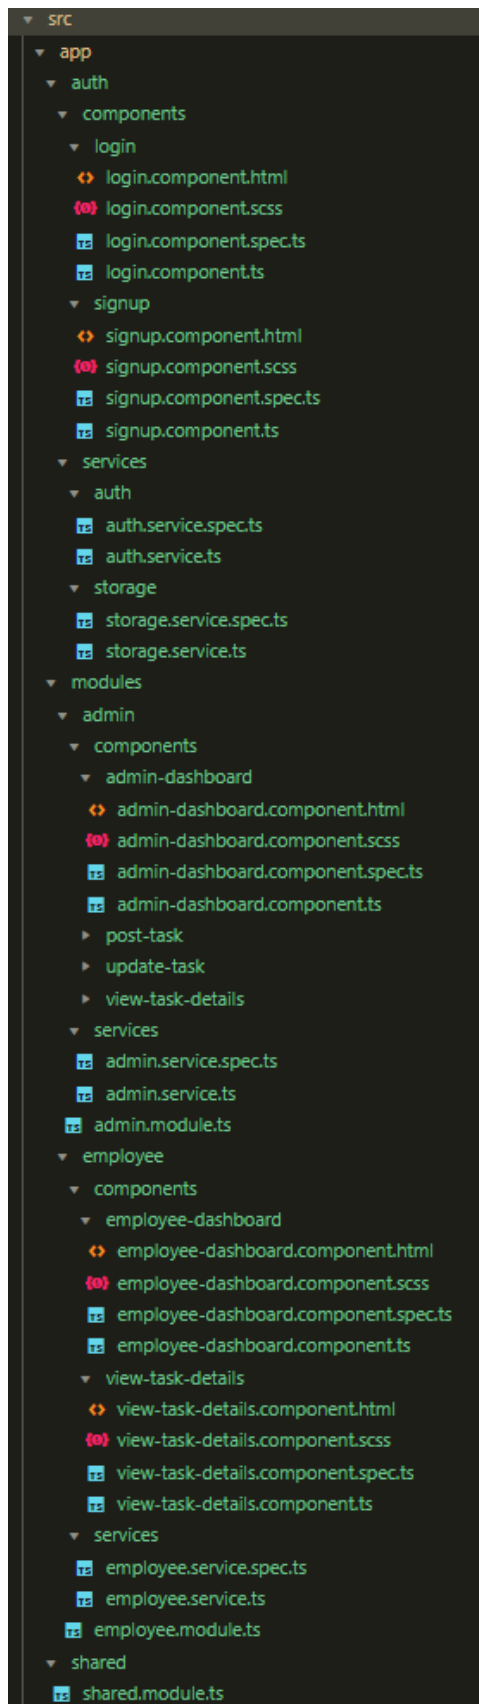 src
app
auth
components
login
login.component.html
login.component.scss
login.component.spec.ts
login.component.ts
signup
signup.component.html
signup.component.scss
signup.component.spec.ts
signup.component.ts
services
auth
auth.service.spec.ts
auth.service.ts
storage
storage.service.spec.ts
storage.service.ts
modules
admin
components
admin-dashboard
admin-dashboard.component.html
admin-dashboard.component.scss
admin-dashboard.component.spec.ts
admin-dashboard.component.ts
post-task
update-task
view-task-details
services
admin.service.spec.ts
admin.service.ts
admin.module.ts
employee
components
employee-dashboard
employee-dashboard.component.html
employee-dashboard.component.scss
employee-dashboard.component.spec.ts
employee-dashboard.component.ts
view-task-details
view-task-details.component.html
view-task-details.component.scss
view-task-details.component.spec.ts
view-task-details.component.ts
services
employee.service.spec.ts
employee.service.ts
employee.module.ts
shared
shared.module.ts